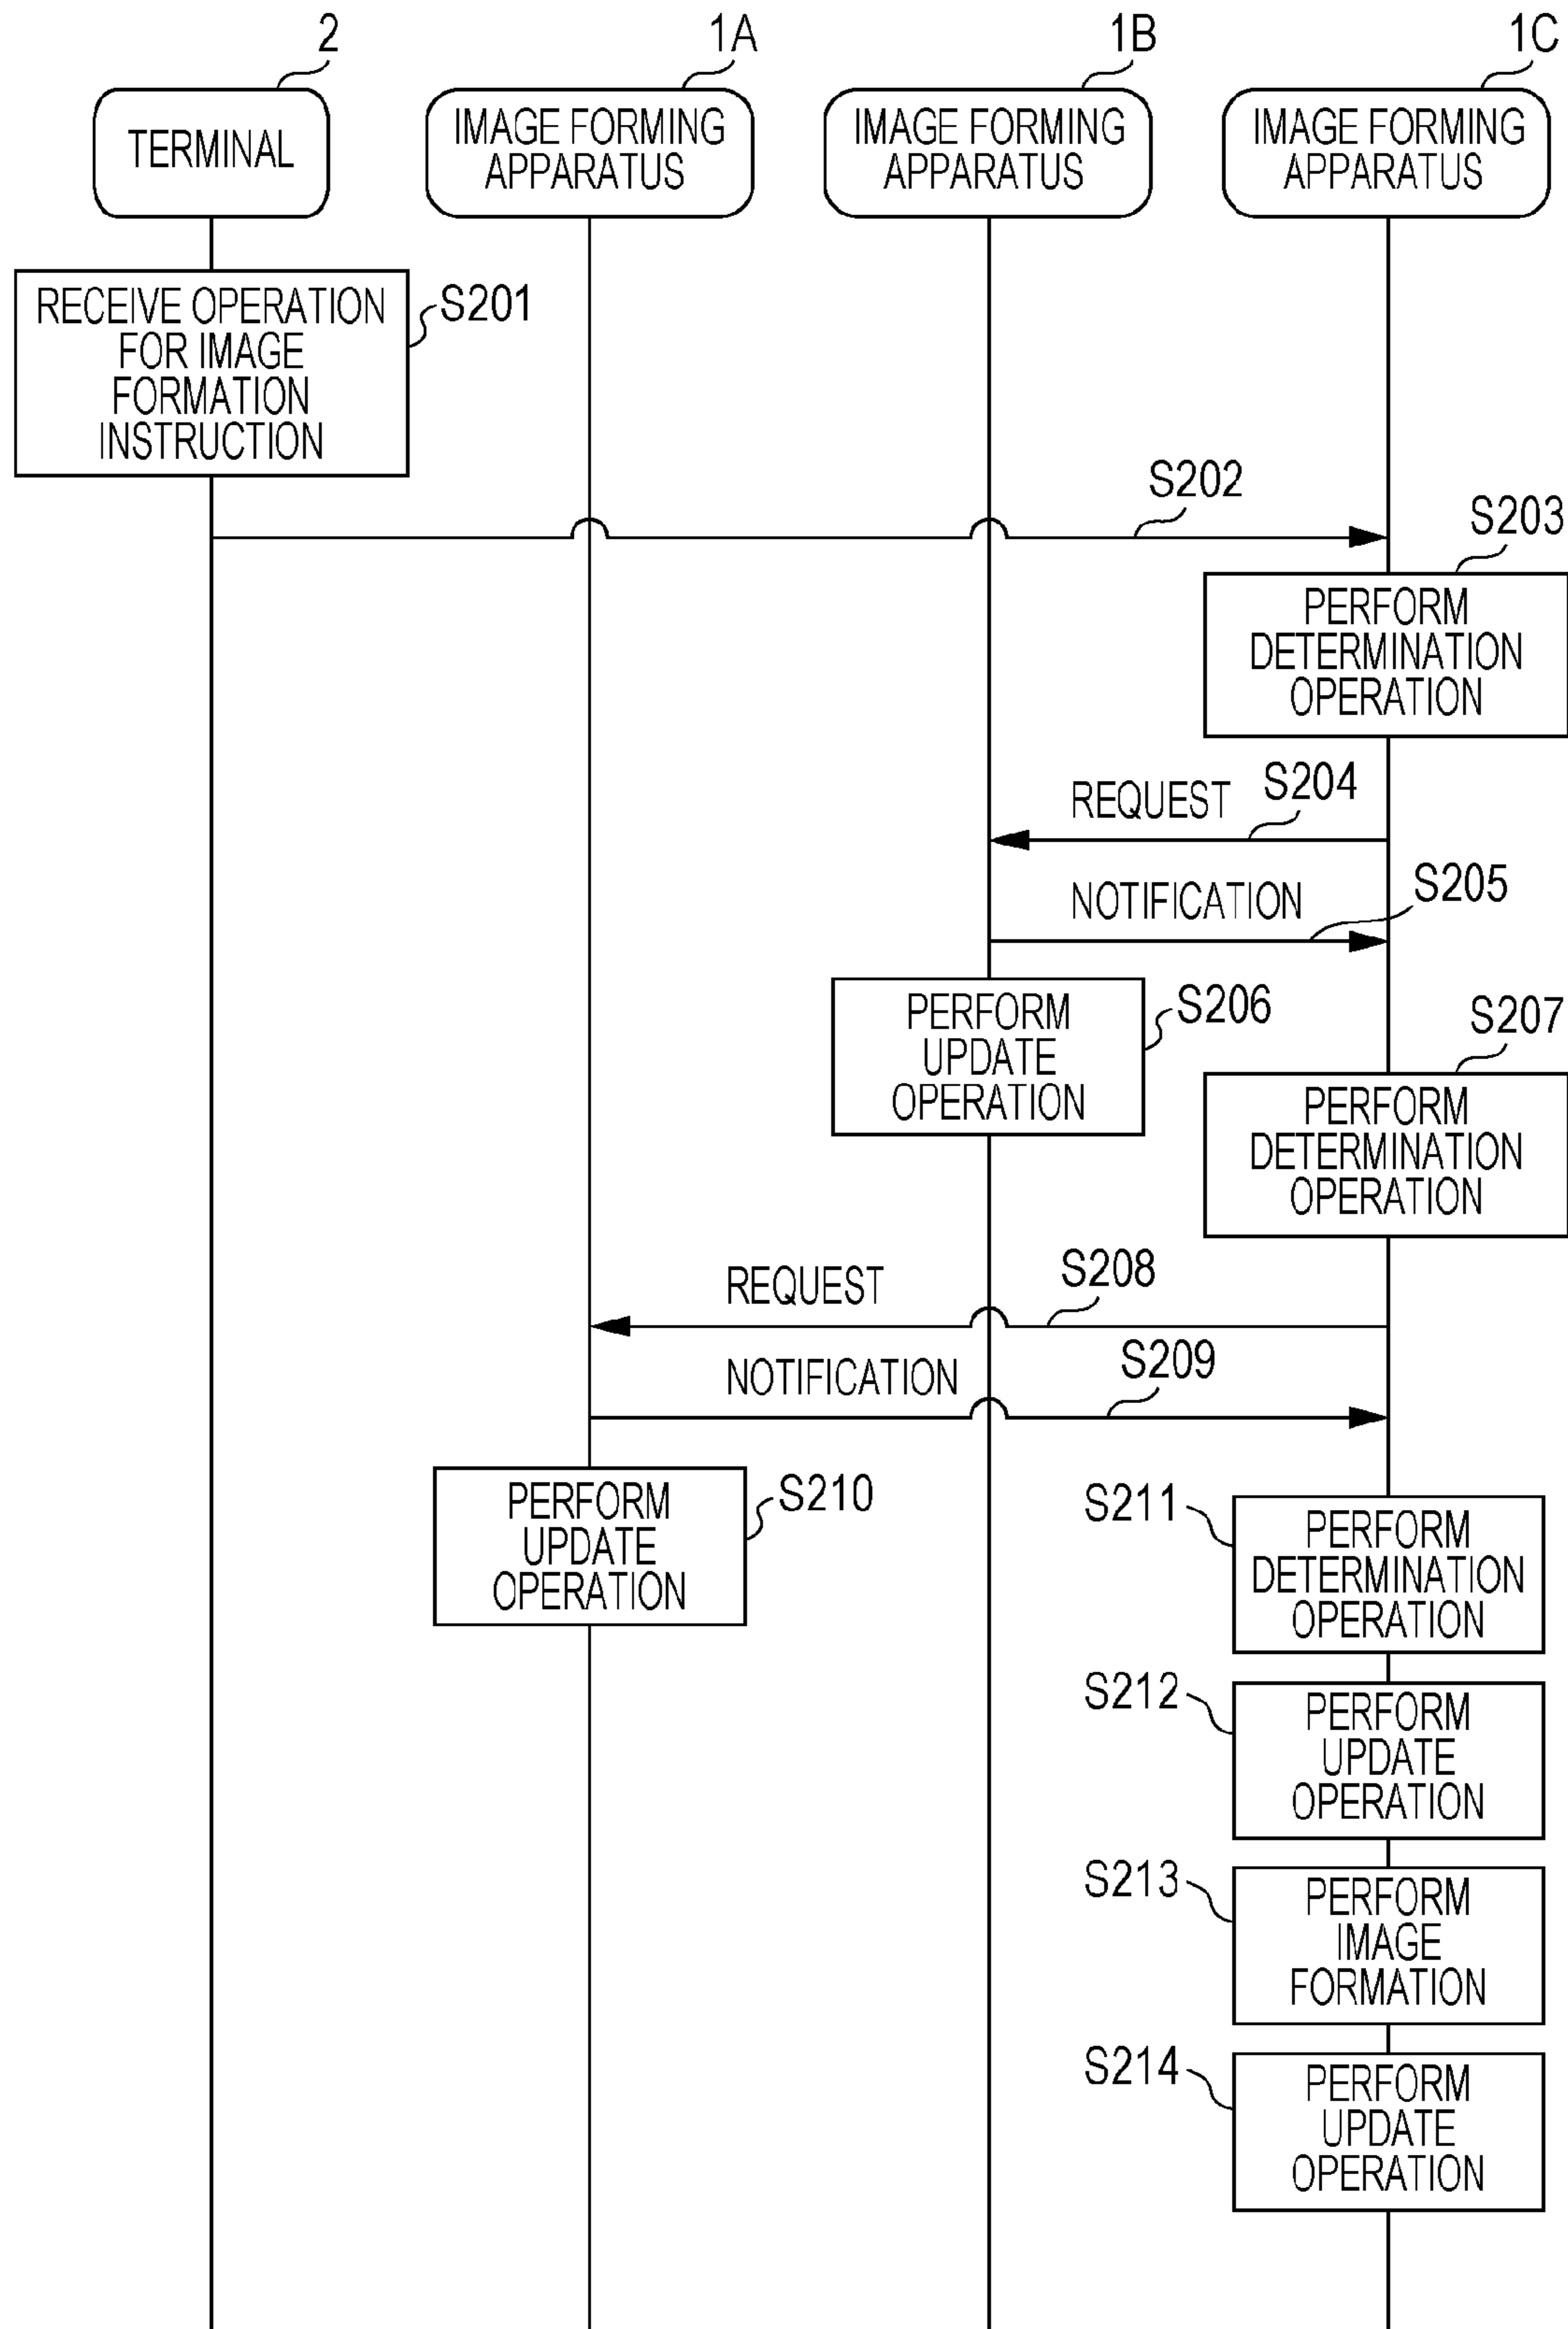 2
1A
1B
1C
TERMINAL
IMAGE FORMING
APPARATUS
IMAGE FORMING
APPARATUS
IMAGE FORMING
APPARATUS
RECEIVE OPERATION
FOR IMAGE
FORMATION
INSTRUCTION
S201
S202
S203
PERFORM
DETERMINATION
OPERATION
REQUEST
S204
NOTIFICATION
S205
PERFORM
UPDATE
OPERATION
S206
S207
PERFORM
DETERMINATION
OPERATION
REQUEST
S208
NOTIFICATION
S209
PERFORM
UPDATE
OPERATION
S210
S211
PERFORM
DETERMINATION
OPERATION
S212
PERFORM
UPDATE
OPERATION
S213
PERFORM
IMAGE
FORMATION
S214
PERFORM
UPDATE
OPERATION